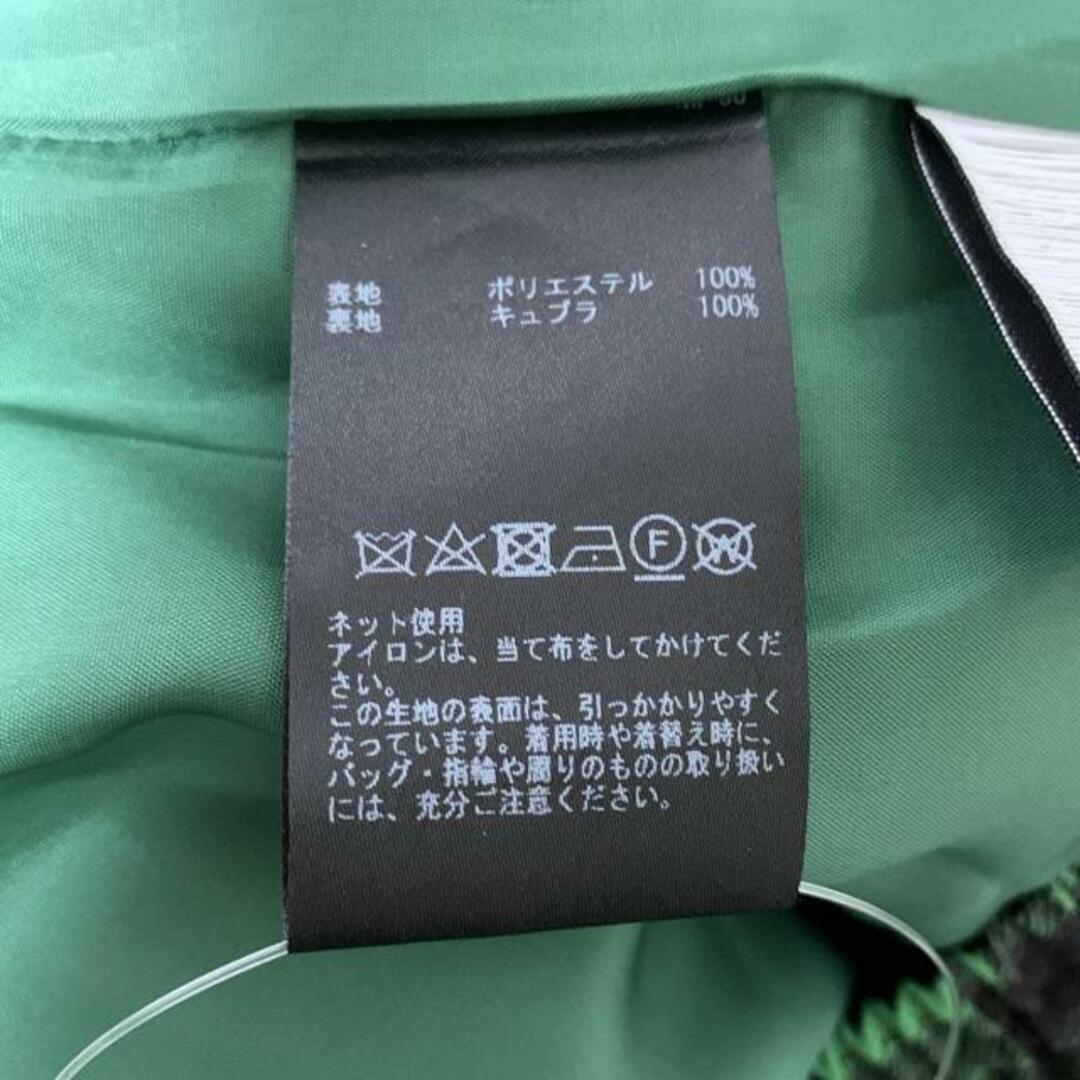 表地 ポリエステル 100%
裏地 キュプラ 100%
F
W
ネット使用
アイロンは、当て布をしてかけてくだ
さい。
この生地の表面は、引っかかりやすく
なっています。着用時や着替え時に、
バッグ・指輪や周りのものの取り扱い
には、充分ご注意ください。